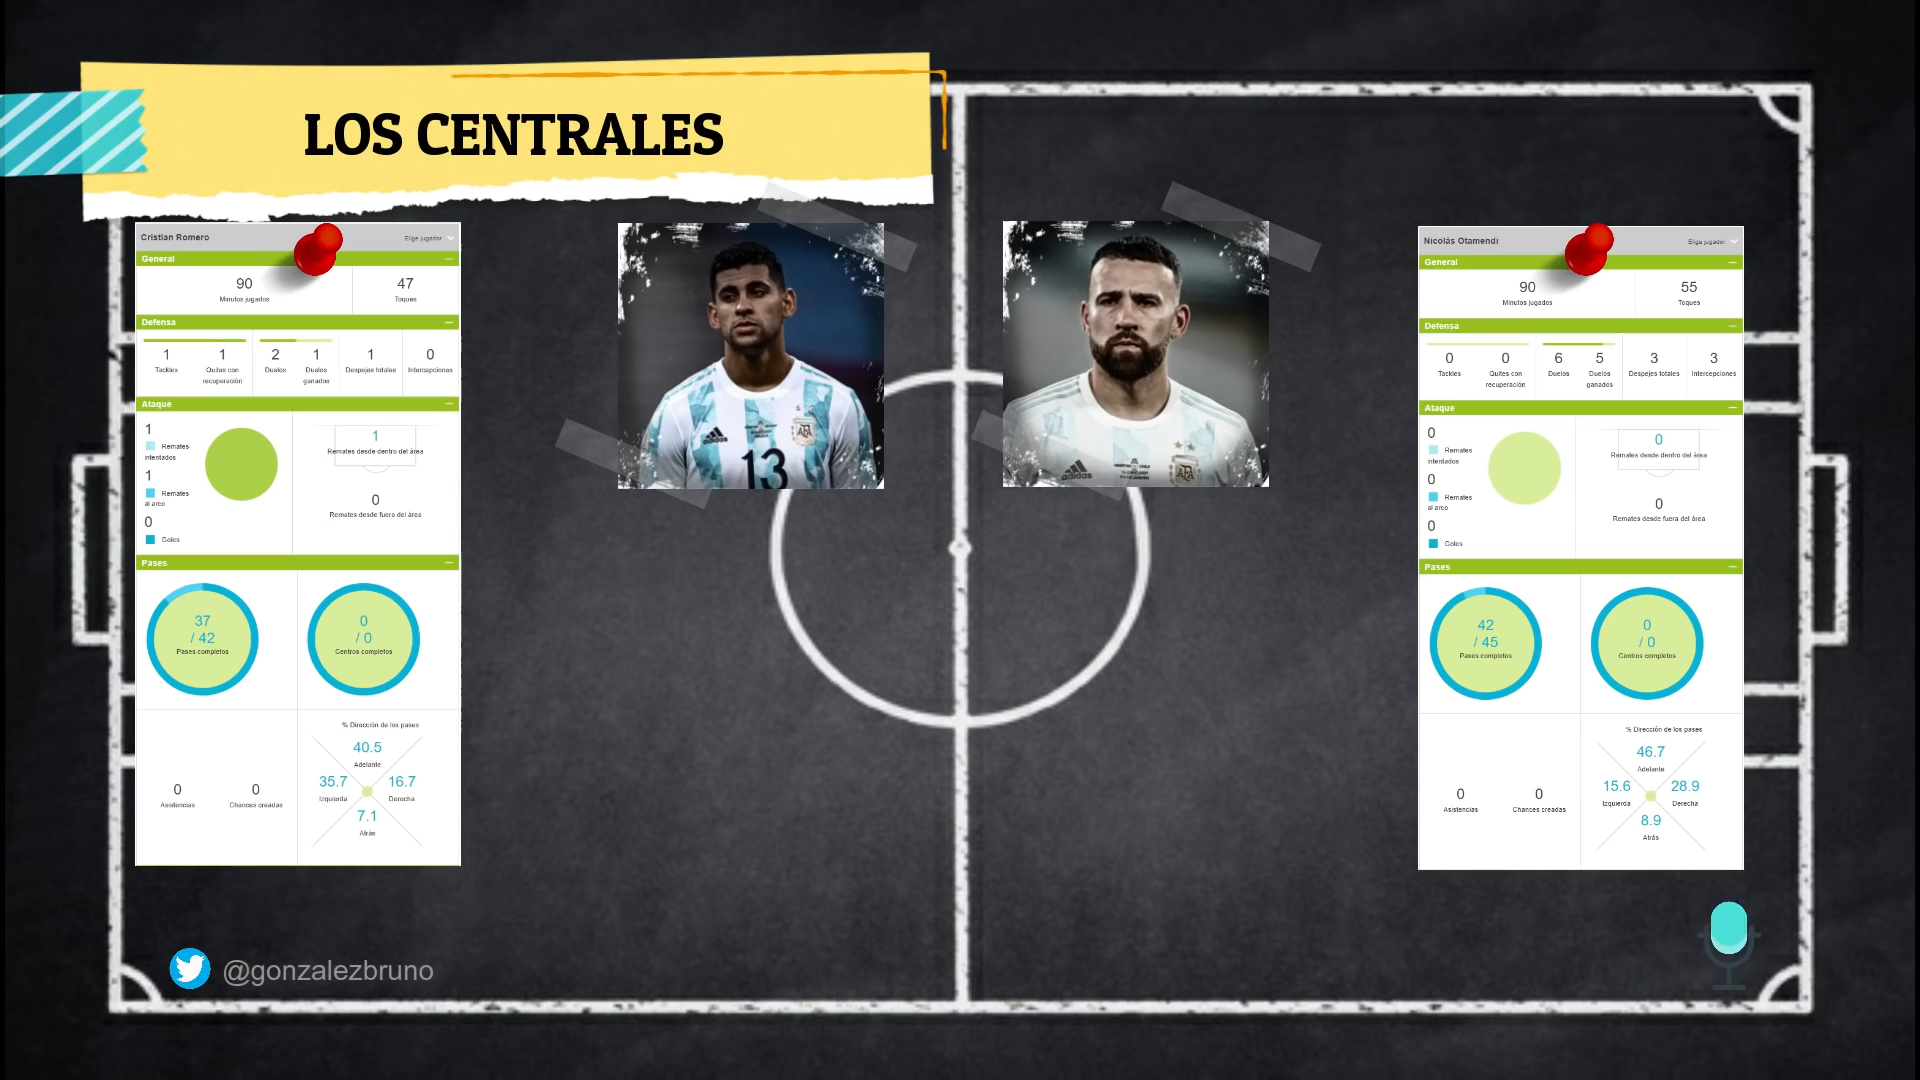 LOS CENTRALES
Cristian Romero
Elige jugador
General
90
47
Minutos jugados
Toques
Defensa
1
1
2
1
1
0
Tackles
Quites con
recuperación
Duelos
Duelos
ganados
Despejes totales
Intercepciones
Ataque
1
Remates
intentados
1
Remates
al arco
0
Goles
1
Remates desde dentro del área
0
Remates desde fuera del área
Pases
37
/ 42
Pases completos
0
/ 0
Centros completos
0
Asistencias
0
Chances creadas
% Dirección de los pases
40.5
Adelante
35.7
Izquierda
16.7
Derecha
7.1
Atrás
adidas
AFA
13
adidas
AFA
Nicolás Otamendi
Elige jugador
General
90
55
Minutos jugados
Toques
Defensa
0
0
6
5
3
3
Tackles
Quites con
recuperación
Duelos
Duelos
ganados
Despejes totales
Intercepciones
Ataque
0
Remates
intentados
0
Remates
al arco
0
Goles
0
Remates desde dentro del área
0
Remates desde fuera del área
Pases
42
/ 45
Pases completos
0
/ 0
Centros completos
0
Asistencias
0
Chances creadas
% Dirección de los pases
46.7
Adelante
15.6
Izquierda
28.9
Derecha
8.9
Atrás
@gonzalezbruno